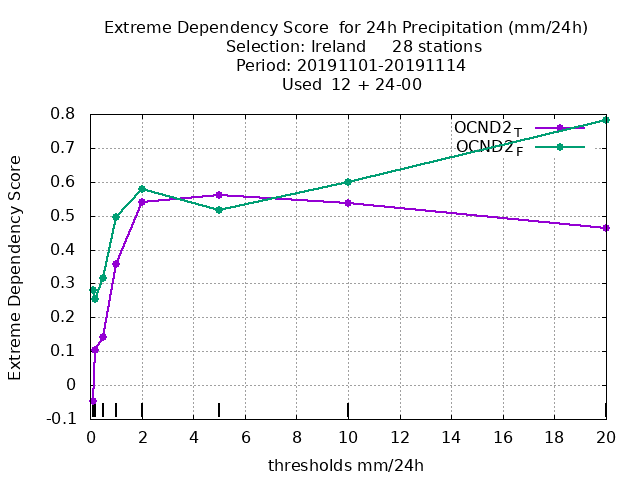 Extreme Dependency Score  for 24h Precipitation (mm/24h)
Selection: Ireland     28 stations
Period: 20191101-20191114
Used  12 + 24-00
OCND2T
OCND2F
Extreme Dependency Score
0.8
0.7
0.6
0.5
0.4
0.3
0.2
0.1
0
-0.1
0 2 4 6 8 10 12 14 16 18 20
thresholds mm/24h